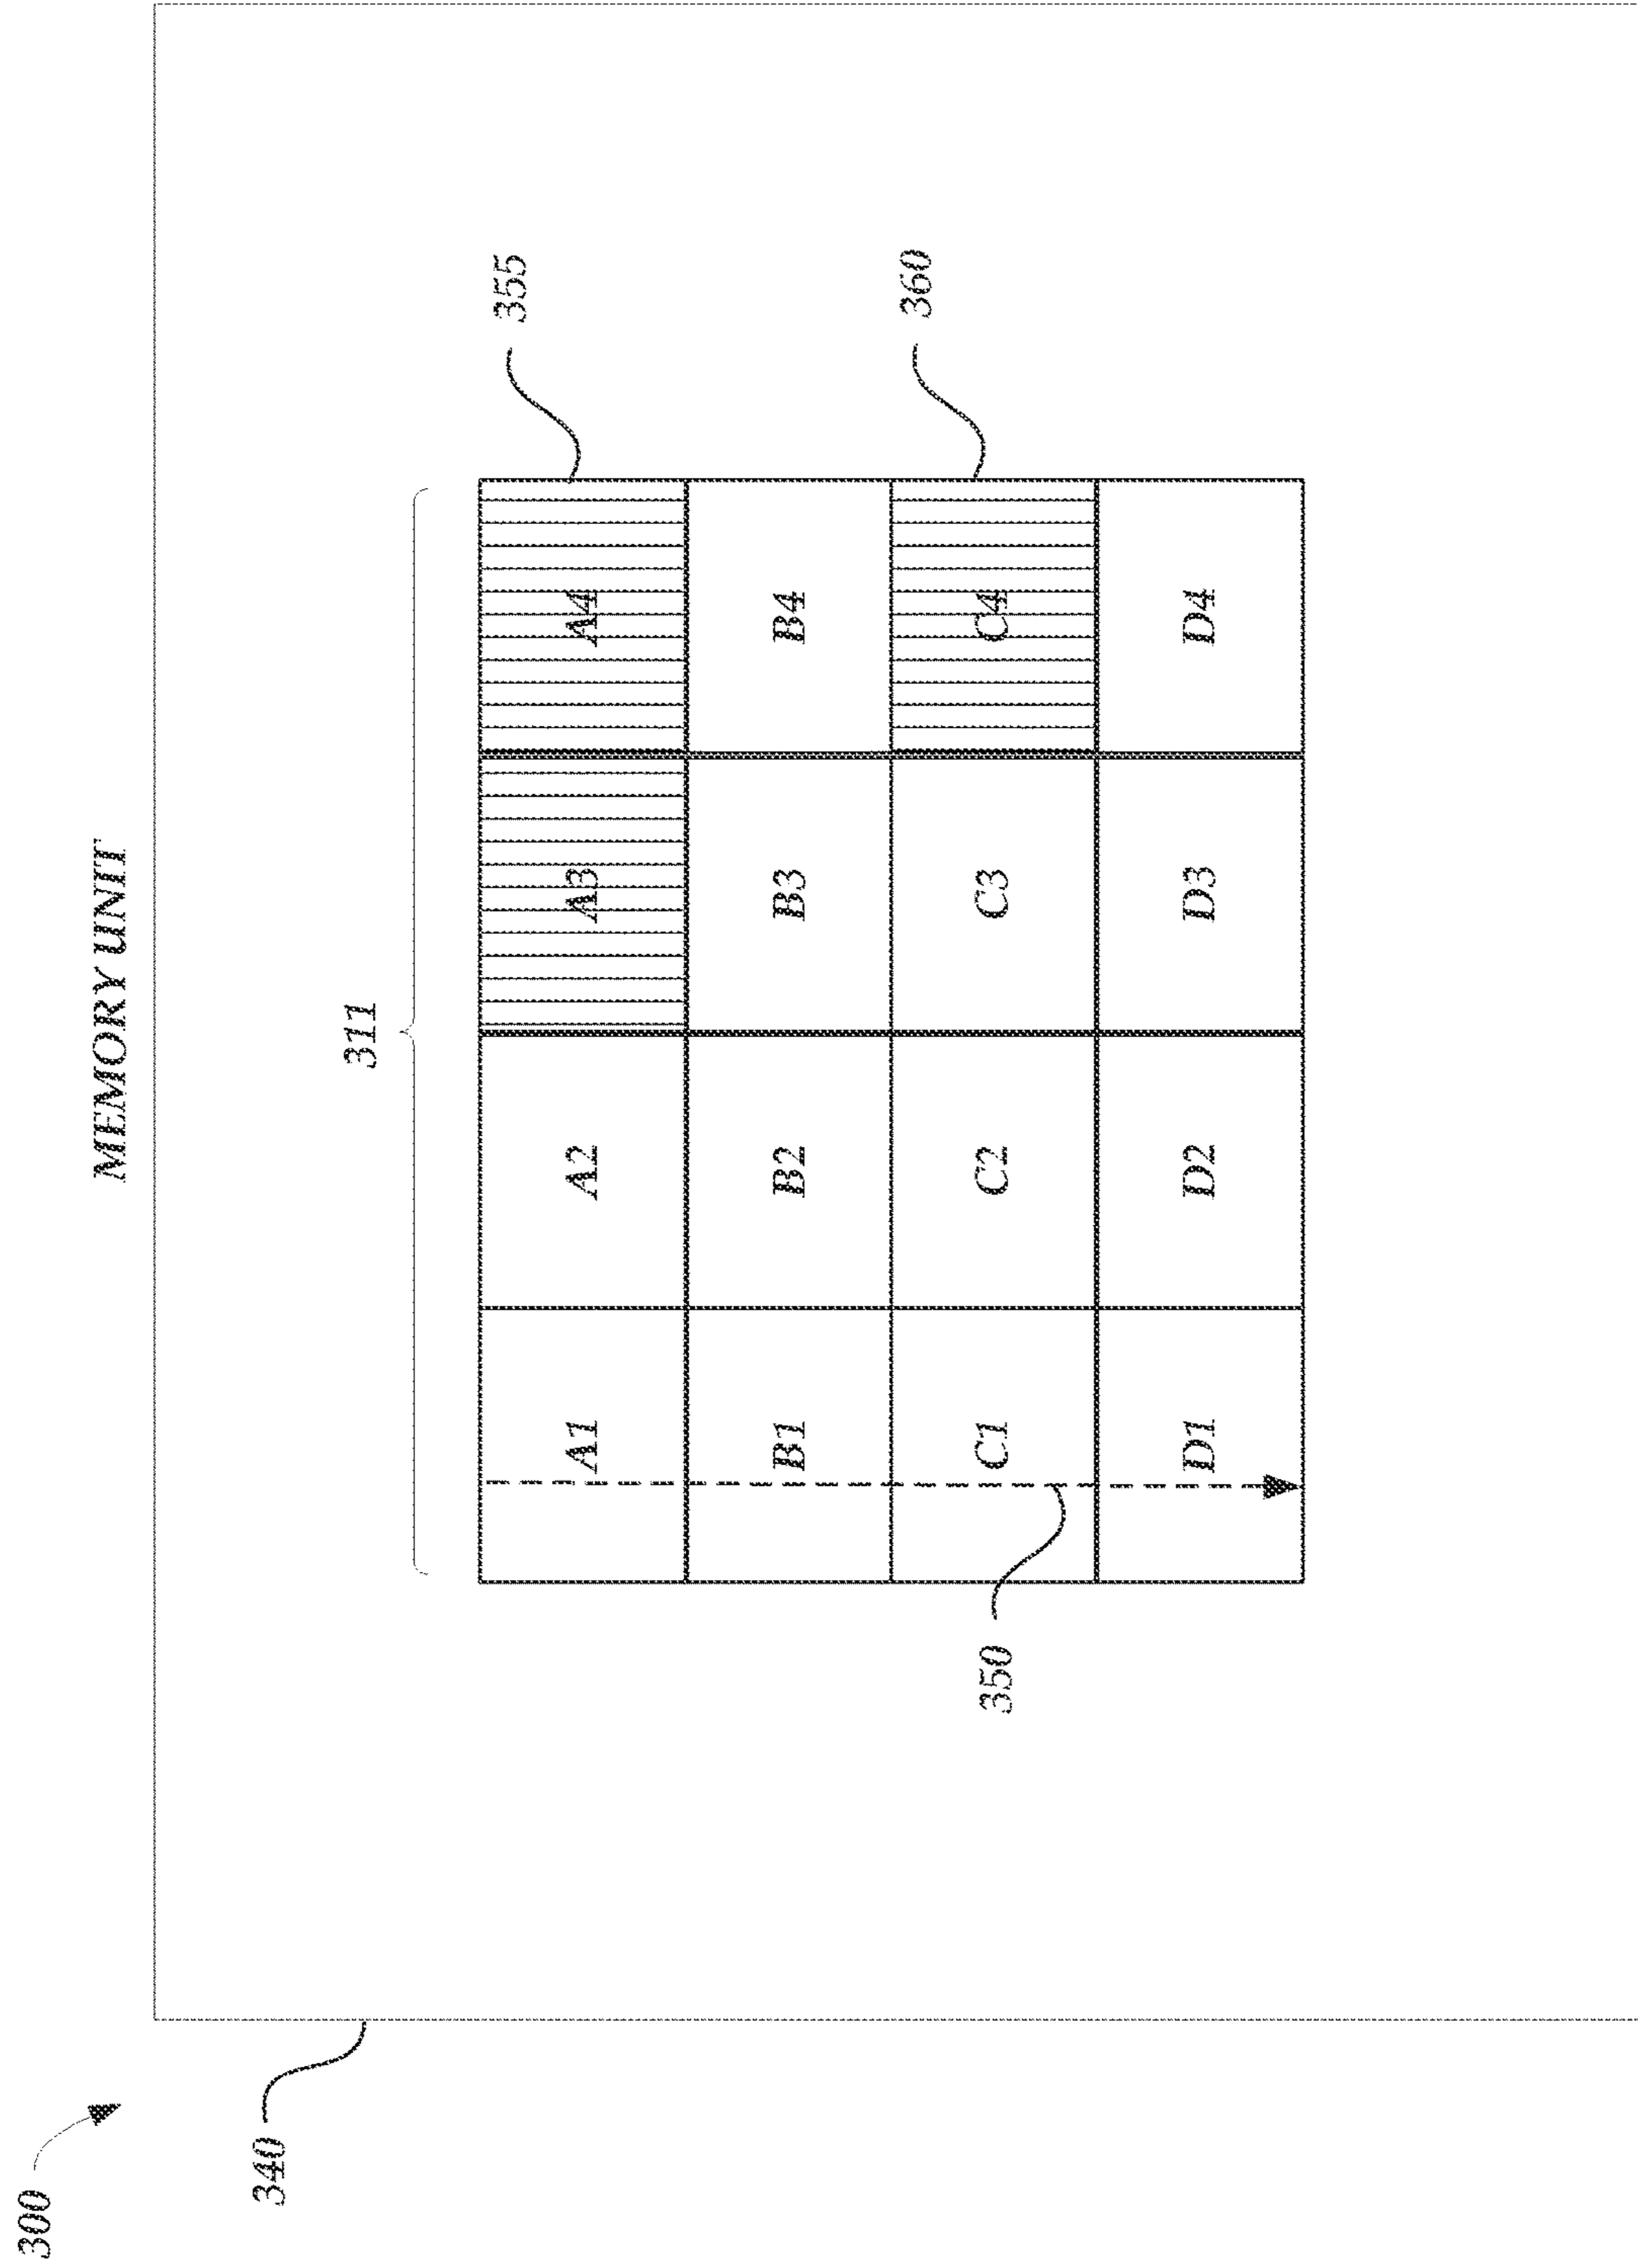 300
MEMORY UNIT
340
311
355
A1 A2 A3 A4
B1 B2 B3 B4
360
C1 C2 C3 C4
350
D1 D2 D3 D4